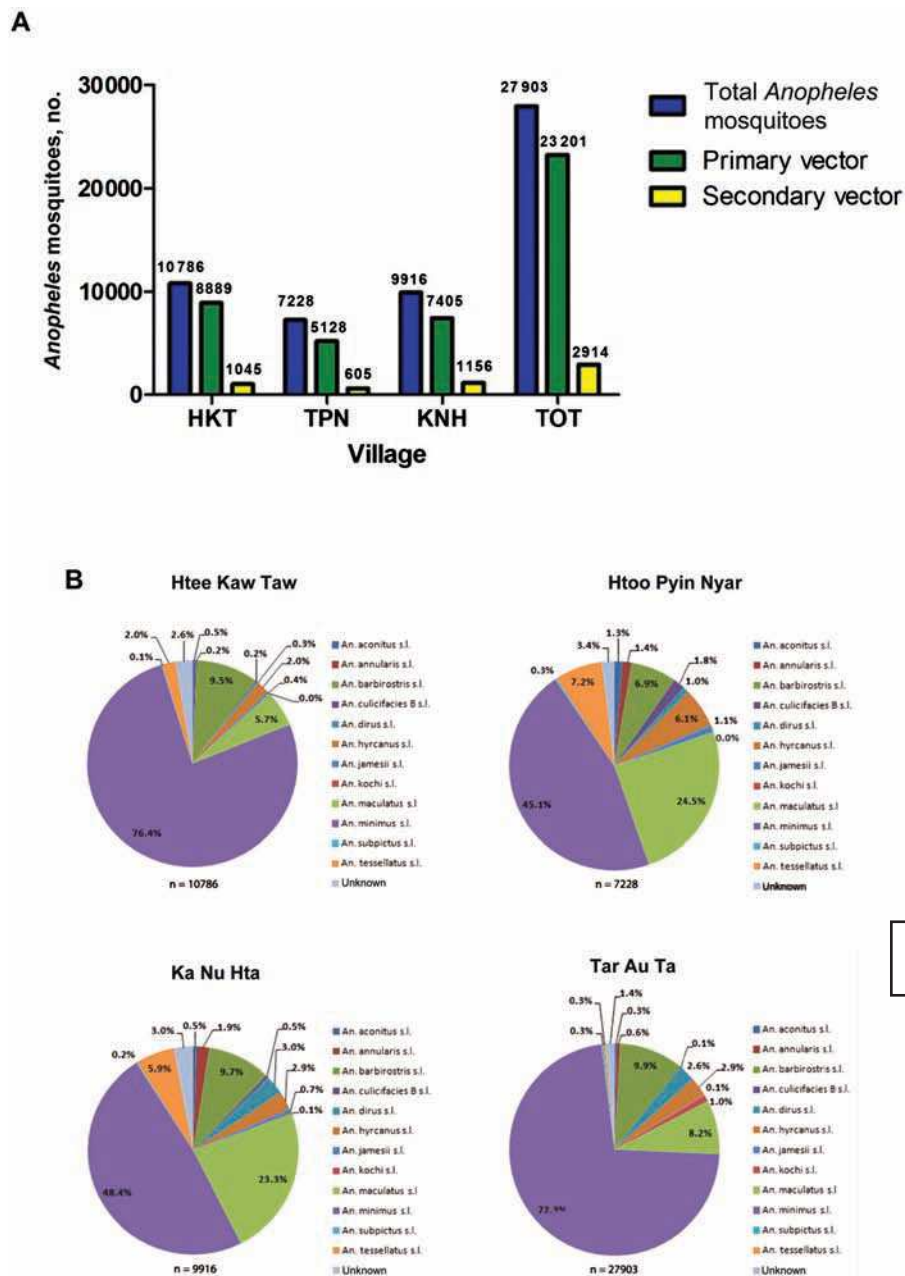 A
30000
20000
10000
0
Anopheles mosquitoes, no.
10 786
8889
1045
7228
5128
605
9916
7405
1156
27 903
23 201
2914
HKT
TPN
KNH
TOT
Village
Total Anopheles
mosquitoes
Primary vector
Secondary vector
B
Htee Kaw Taw
0.1%
2.0%
2.6%
0.5%
0.2%
9.5%
0.2%
0.3%
2.0%
0.4%
0.0%
5.7%
76.4%
n = 10786
An. aconitus s.l.
An. annularis s.l.
An. barbirostris s.l.
An. culicifacies B s.l.
An. dirus s.l.
An. hyrcanus s.l.
An. jamesii s.l.
An. kochi s.l.
An. maculatus s.l
An. minimus s.l.
An. subpictus s.l.
An. tessellatus s.l.
Unknown
Htoo Pyin Nyar
0.3%
7.2%
3.4%
1.3%
1.4%
6.9%
1.8%
1.0%
6.1%
1.1%
0.0%
24.5%
45.1%
n = 7228
An. aconitus s.l.
An. annularis s.l.
An. barbirostris s.l.
An. culicifacies B s.l.
An. dirus s.l.
An. hyrcanus s.l.
An. jamesii s.l.
An. kochi s.l.
An. maculatus s.l
An. minimus s.l.
An. subpictus s.l.
An. tessellatus s.l.
Unknown
Ka Nu Hta
0.2%
5.9%
3.0%
0.5%
1.9%
9.7%
0.5%
3.0%
2.9%
0.7%
0.1%
23.3%
48.4%
n = 9916
An. aconitus s.l.
An. annularis s.l.
An. barbirostris s.l.
An. culicifacies B s.l.
An. dirus s.l.
An. hyrcanus s.l.
An. jamesii s.l.
An. kochi s.l.
An. maculatus s.l
An. minimus s.l.
An. subpictus s.l.
An. tessellatus s.l.
Unknown
Tar Au Ta
0.3%
0.3%
1.4%
0.3%
0.6%
9.9%
0.1%
2.6%
2.9%
0.1%
1.0%
8.2%
n = 27903
An. aconitus s.l.
An. annularis s.l.
An. barbirostris s.l.
An. culicifacies B s.l.
An. dirus s.l.
An. hyrcanus s.l.
An. jamesii s.l.
An. kochi s.l.
An. maculatus s.l
An. minimus s.l.
An. subpictus s.l.
An. tessellatus s.l.
Unknown